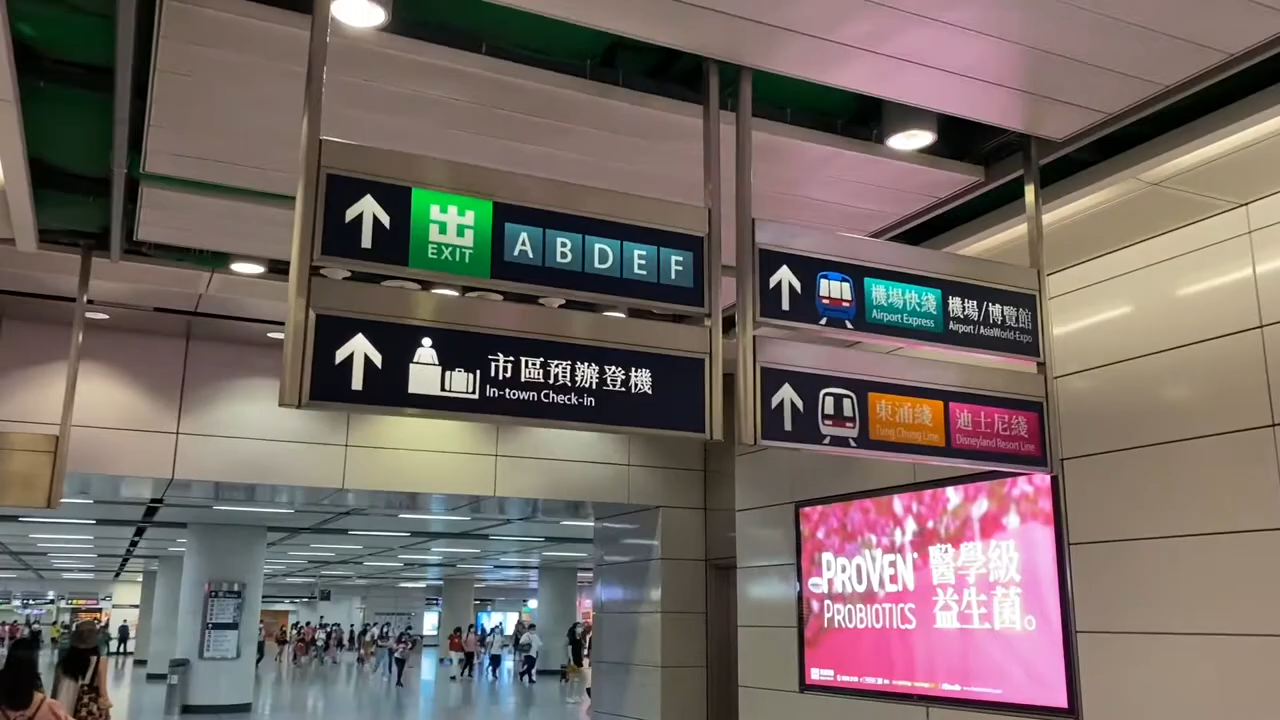 出
EXIT
A B D E F
市區預辦登機
In-town Check-in
機場快綫
Airport Express
機場/博覽館
Airport / AsiaWorld-Expo
東涌綫
Tung Chung Line
迪士尼綫
Disneyland Resort Line
PROVEN
PROBIOTICS
醫學級
益生菌。